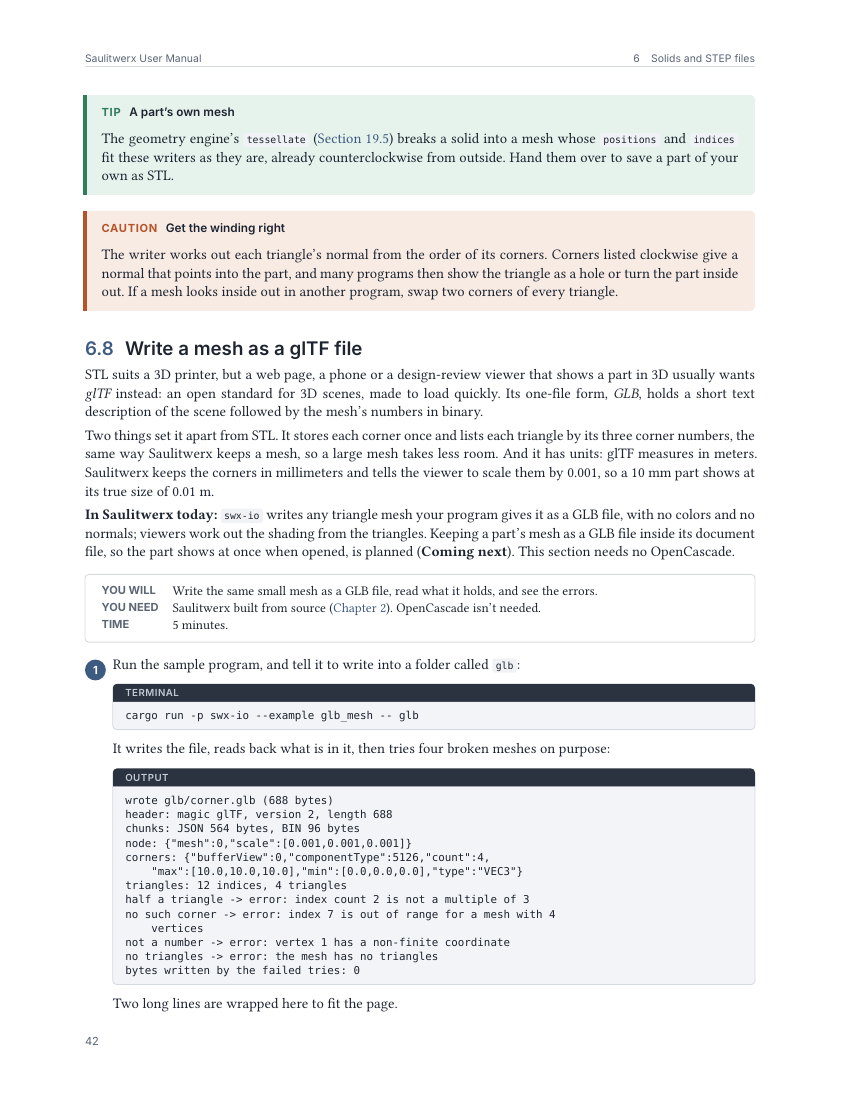 Saulitwerx User Manual
6 Solids and STEP files
TIP A part's own mesh
The geometry engine's tessellate (Section 19.5) breaks a solid into a mesh whose positions and indices
fit these writers as they are, already counterclockwise from outside. Hand them over to save a part of your
own as STL.
CAUTION Get the winding right
The writer works out each triangle's normal from the order of its corners. Corners listed clockwise give a
normal that points into the part, and many programs then show the triangle as a hole or turn the part inside
out. If a mesh looks inside out in another program, swap two corners of every triangle.
6.8 Write a mesh as a glTF file
STL suits a 3D printer, but a web page, a phone or a design-review viewer that shows a part in 3D usually wants
glTF instead: an open standard for 3D scenes, made to load quickly. Its one-file form, GLB, holds a short text
description of the scene followed by the mesh's numbers in binary.
Two things set it apart from STL. It stores each corner once and lists each triangle by its three corner numbers, the
same way Saulitwerx keeps a mesh, so a large mesh takes less room. And it has units: glTF measures in meters.
Saulitwerx keeps the corners in millimeters and tells the viewer to scale them by 0.001, so a 10 mm part shows at
its true size of 0.01 m.
In Saulitwerx today: swx-io writes any triangle mesh your program gives it as a GLB file, with no colors and no
normals; viewers work out the shading from the triangles. Keeping a part's mesh as a GLB file inside its document
file, so the part shows at once when opened, is planned (Coming next). This section needs no OpenCascade.
YOU WILL Write the same small mesh as a GLB file, read what it holds, and see the errors.
YOU NEED Saulitwerx built from source (Chapter 2). OpenCascade isn't needed.
TIME 5 minutes.
1 Run the sample program, and tell it to write into a folder called glb:
TERMINAL
cargo run -p swx-io --example glb_mesh -- glb
It writes the file, reads back what is in it, then tries four broken meshes on purpose:
OUTPUT
wrote glb/corner.glb (688 bytes)
header: magic glTF, version 2, length 688
chunks: JSON 564 bytes, BIN 96 bytes
node: {"mesh":0,"scale":[0.001,0.001,0.001]}
corners: {"bufferView":0,"componentType":5126,"count":4,
"max":[10.0,10.0,10.0],"min":[0.0,0.0,0.0],"type":"VEC3"}
triangles: 12 indices, 4 triangles
half a triangle -> error: index count 2 is not a multiple of 3
no such corner -> error: index 7 is out of range for a mesh with 4
vertices
not a number -> error: vertex 1 has a non-finite coordinate
no triangles -> error: the mesh has no triangles
bytes written by the failed tries: 0
Two long lines are wrapped here to fit the page.
42